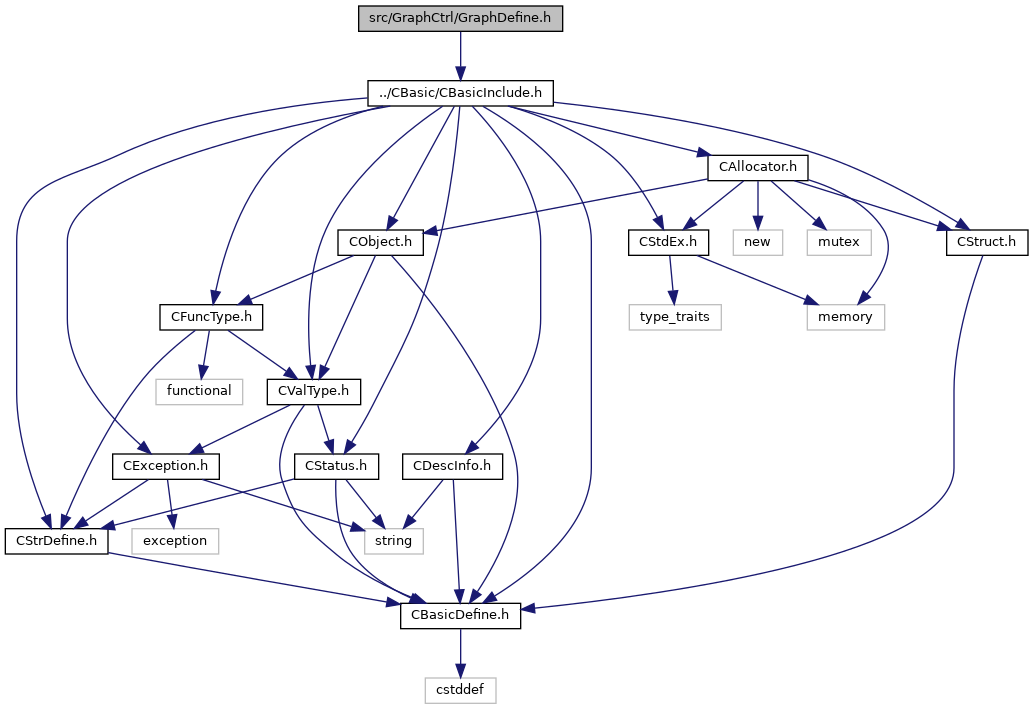 src/GraphCtrl/GraphDefine.h
../CBasic/CBasicInclude.h
CAllocator.h
CObject.h
CStdEx.h
new
mutex
CStruct.h
CFuncType.h
type_traits
memory
functional
CValType.h
CException.h
CStatus.h
CDescInfo.h
CStrDefine.h
exception
string
CBasicDefine.h
cstddef